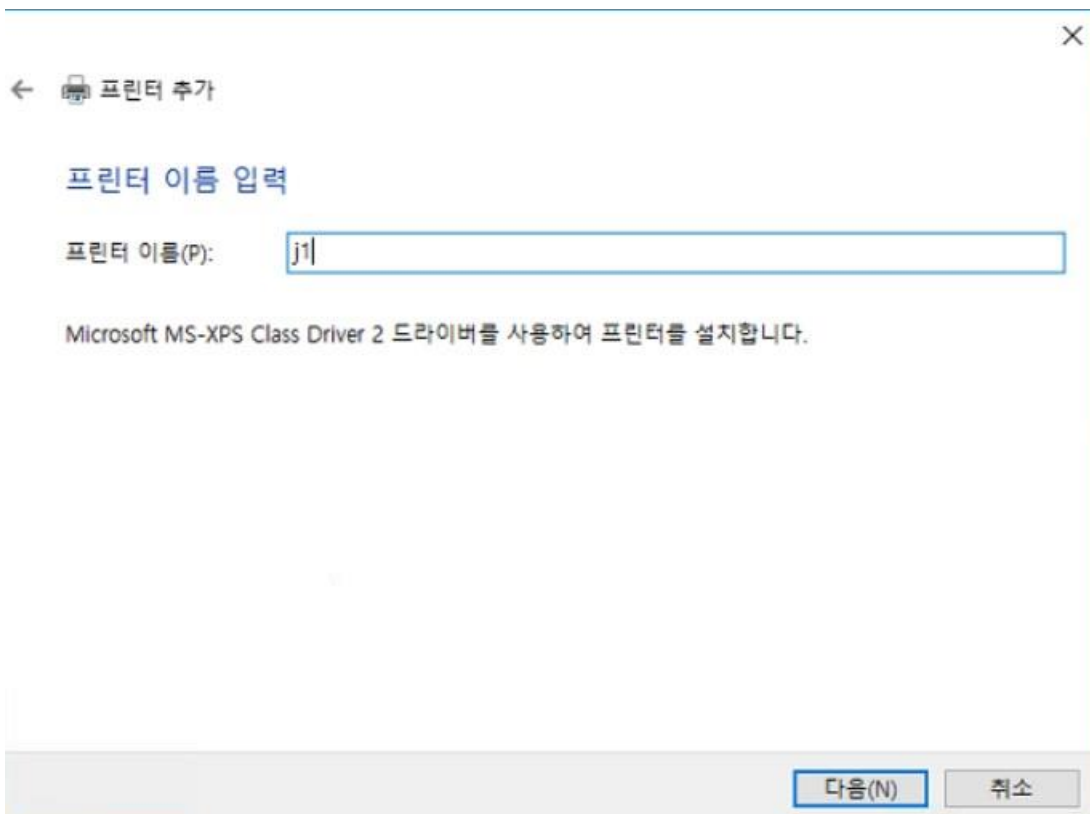 프린터 추가
프린터 이름 입력
프린터 이름(P): j1
Microsoft MS-XPS Class Driver 2 드라이버를 사용하여 프린터를 설치합니다.
다음(N) 취소